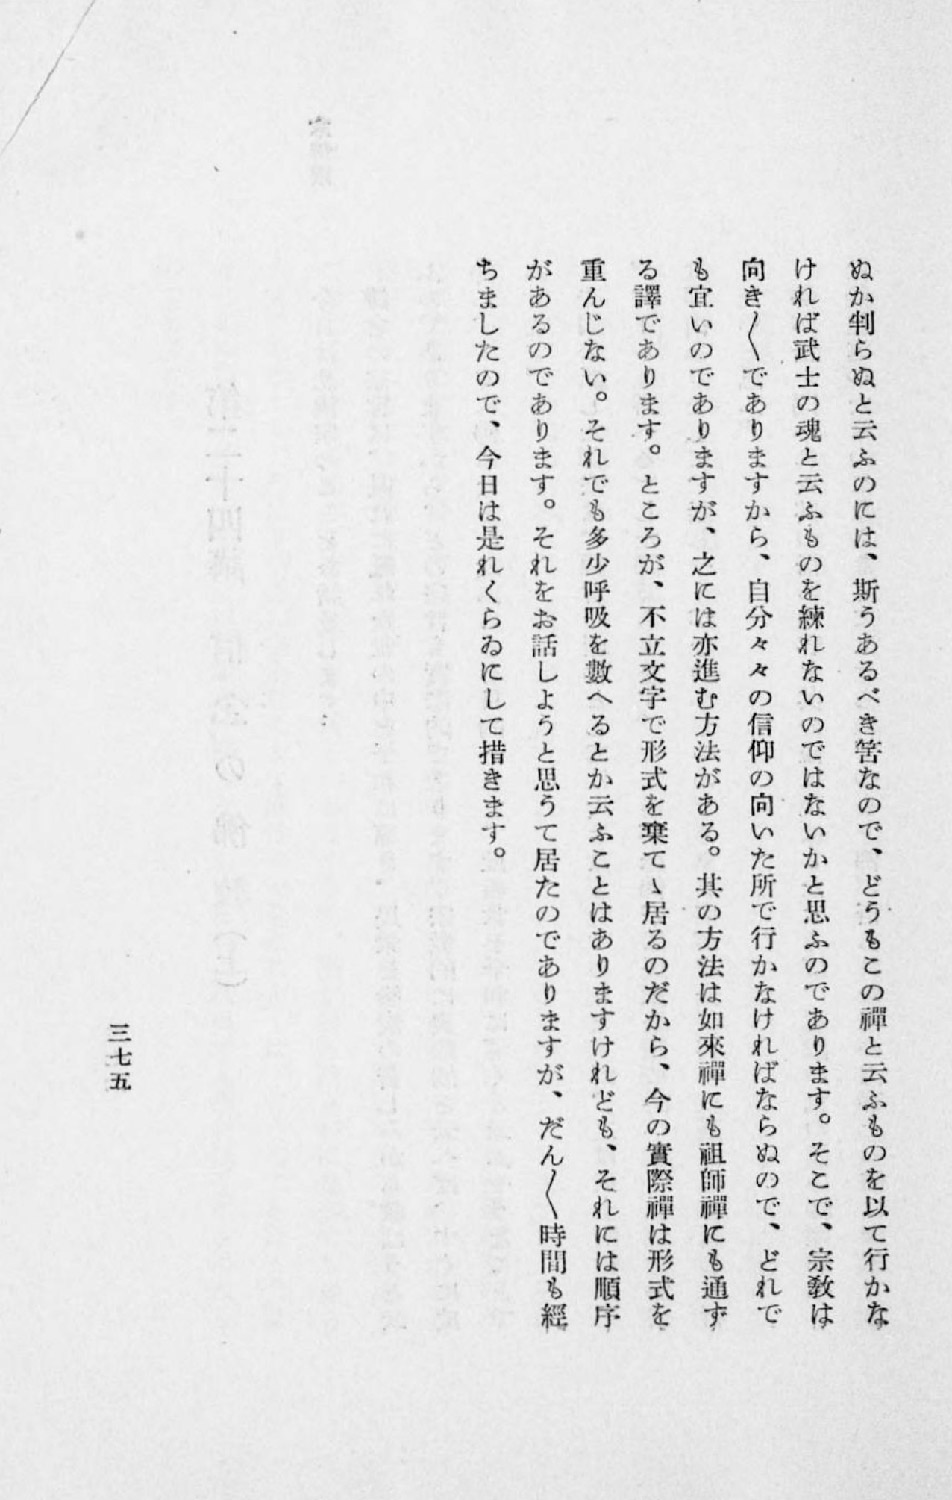 ぬか判らぬと云ふのには、斯うあるべき筈なので、どうもこの禪と云ふものを以て行かな
ければ武士の魂と云ふものを練れないのではないかと思ふのであります。そこで、宗敎は
向き〳〵でありますから、自分々々の信仰の向いた所で行かなければならぬので、どれで
も宜いのでありますが、之には亦進む方法がある。其の方法は如來禪にも祖師禪にも通ず
る譯であります。ところが、不立文字で形式を棄てゝ居るのだから、今の實際禪は形式を
重んじない。それでも多少呼吸を數へるとか云ふことはありますけれども、それには順序
があるのであります。それをお話しようと思うて居たのでありますが、だん〳〵時間も經
ちましたので、今日は是れくらゐにして措きます。
三七五